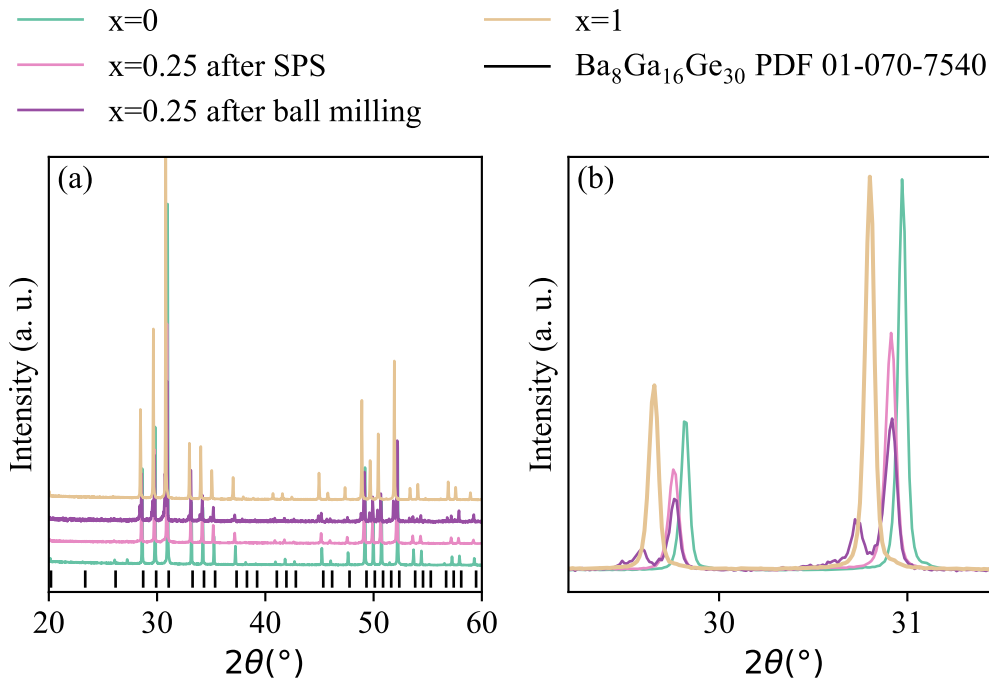 x=0
x=0.25 after SPS
x=0.25 after ball milling
x=1
Ba₈Ga₁₆Ge₃₀ PDF 01-070-7540
(a)
Intensity (a. u.)
20 30 40 50 60
2θ(°)
(b)
Intensity (a. u.)
30 31
2θ(°)